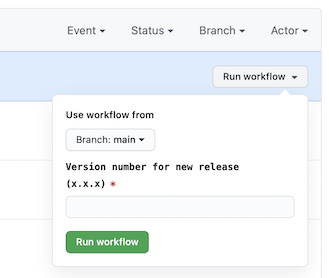 Event Status Branch Actor
Run workflow
Use workflow from
Branch: main
Version number for new release
(x.x.x) *
Run workflow